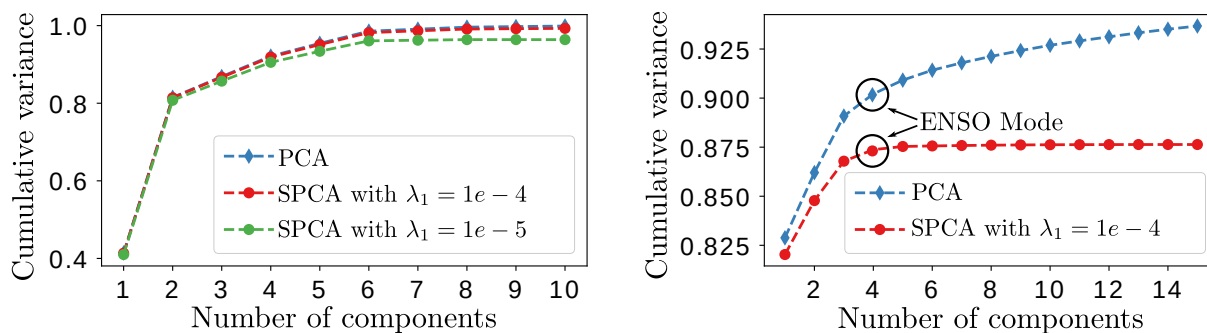 Cumulative variance
1.0
0.8
0.6
0.4
PCA
SPCA with λ₁ = 1e − 4
SPCA with λ₁ = 1e − 5
1 2 3 4 5 6 7 8 9 10
Number of components
Cumulative variance
0.925
0.900
0.875
0.850
0.825
ENSO Mode
PCA
SPCA with λ₁ = 1e − 4
2 4 6 8 10 12 14
Number of components